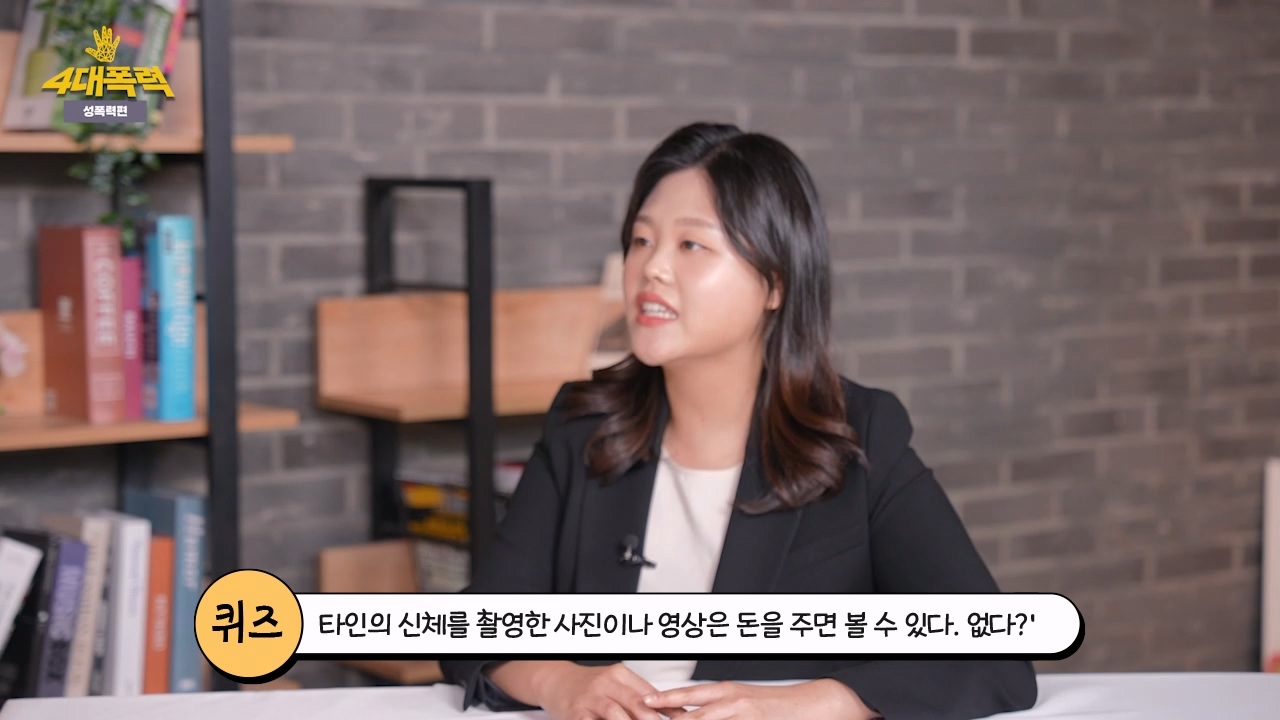 4대폭력
성폭력편
COFFEE
퀴즈
타인의 신체를 촬영한 사진이나 영상은 돈을 주면 볼 수 있다. 없다?'